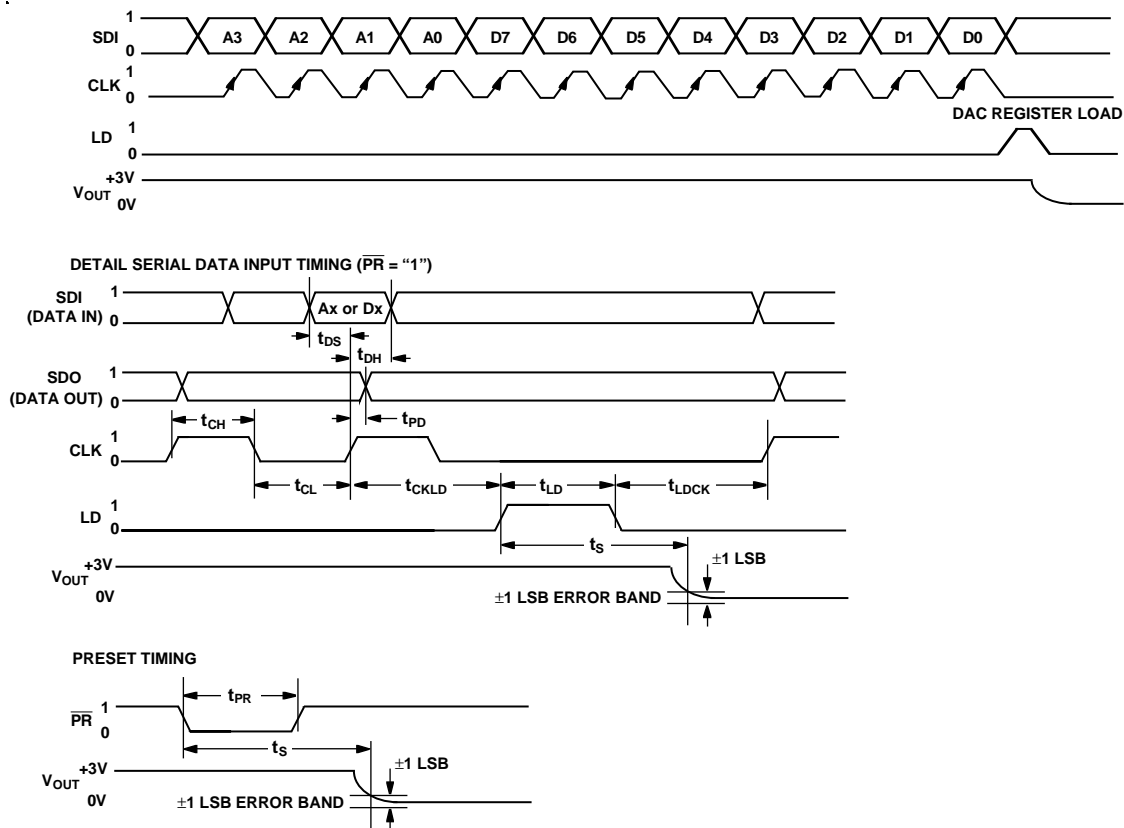 SDI 1 0 A3 A2 A1 A0 D7 D6 D5 D4 D3 D2 D1 D0
CLK 1 0
DAC REGISTER LOAD
LD 1 0
VOUT +3V 0V
DETAIL SERIAL DATA INPUT TIMING (P̅R̅ = “1”)
SDI (DATA IN) 1 0 Ax or Dx
tDS
tDH
SDO (DATA OUT) 1 0
tCH tPD
CLK 1 0
tCL tCKLD tLD tLDCK
LD 1 0
tS
VOUT +3V 0V
±1 LSB
±1 LSB ERROR BAND
PRESET TIMING
tPR
P̅R̅ 1 0
tS
VOUT +3V 0V
±1 LSB
±1 LSB ERROR BAND